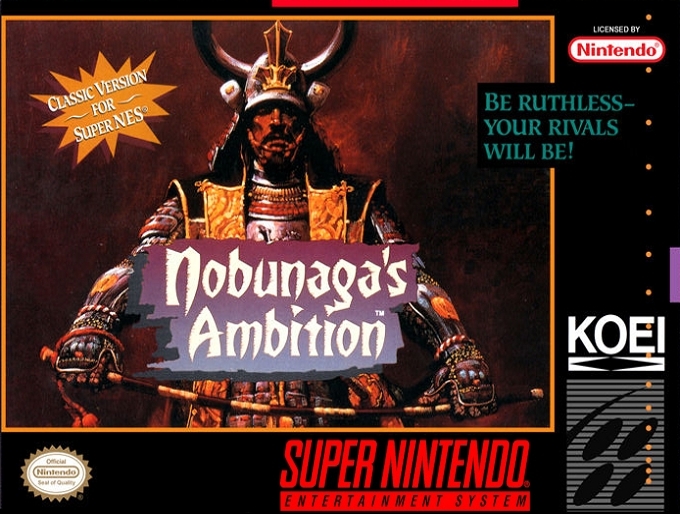 LICENSED BY
Nintendo®
CLASSIC VERSION
FOR
SUPER NES®
BE RUTHLESS–
YOUR RIVALS
WILL BE!
Nobunaga's
Ambition™
KOEI
Official
Nintendo
Seal of Quality
SUPER NINTENDO®
ENTERTAINMENT SYSTEM